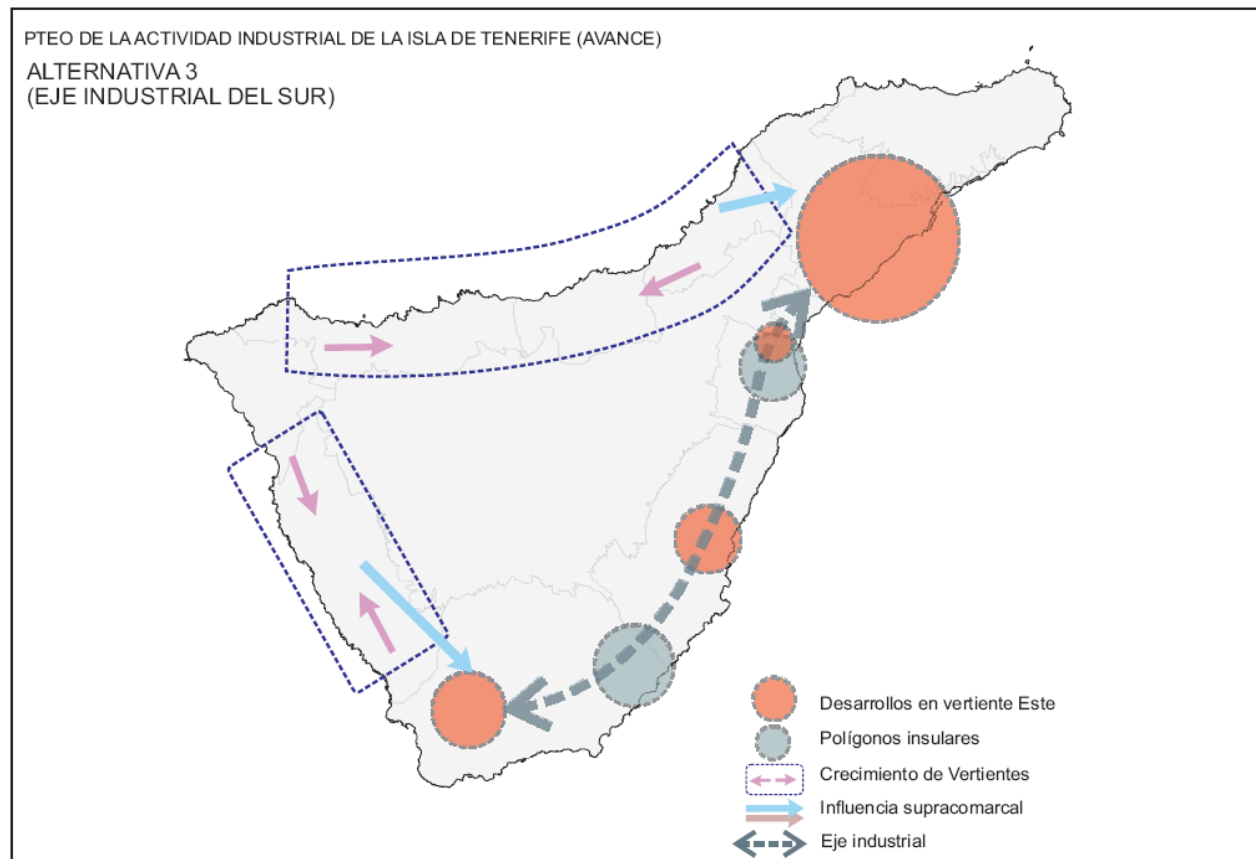 PTEO DE LA ACTIVIDAD INDUSTRIAL DE LA ISLA DE TENERIFE (AVANCE)
ALTERNATIVA 3
(EJE INDUSTRIAL DEL SUR)
Desarrollos en vertiente Este
Polígonos insulares
Crecimiento de Vertientes
Influencia supracomarcal
Eje industrial